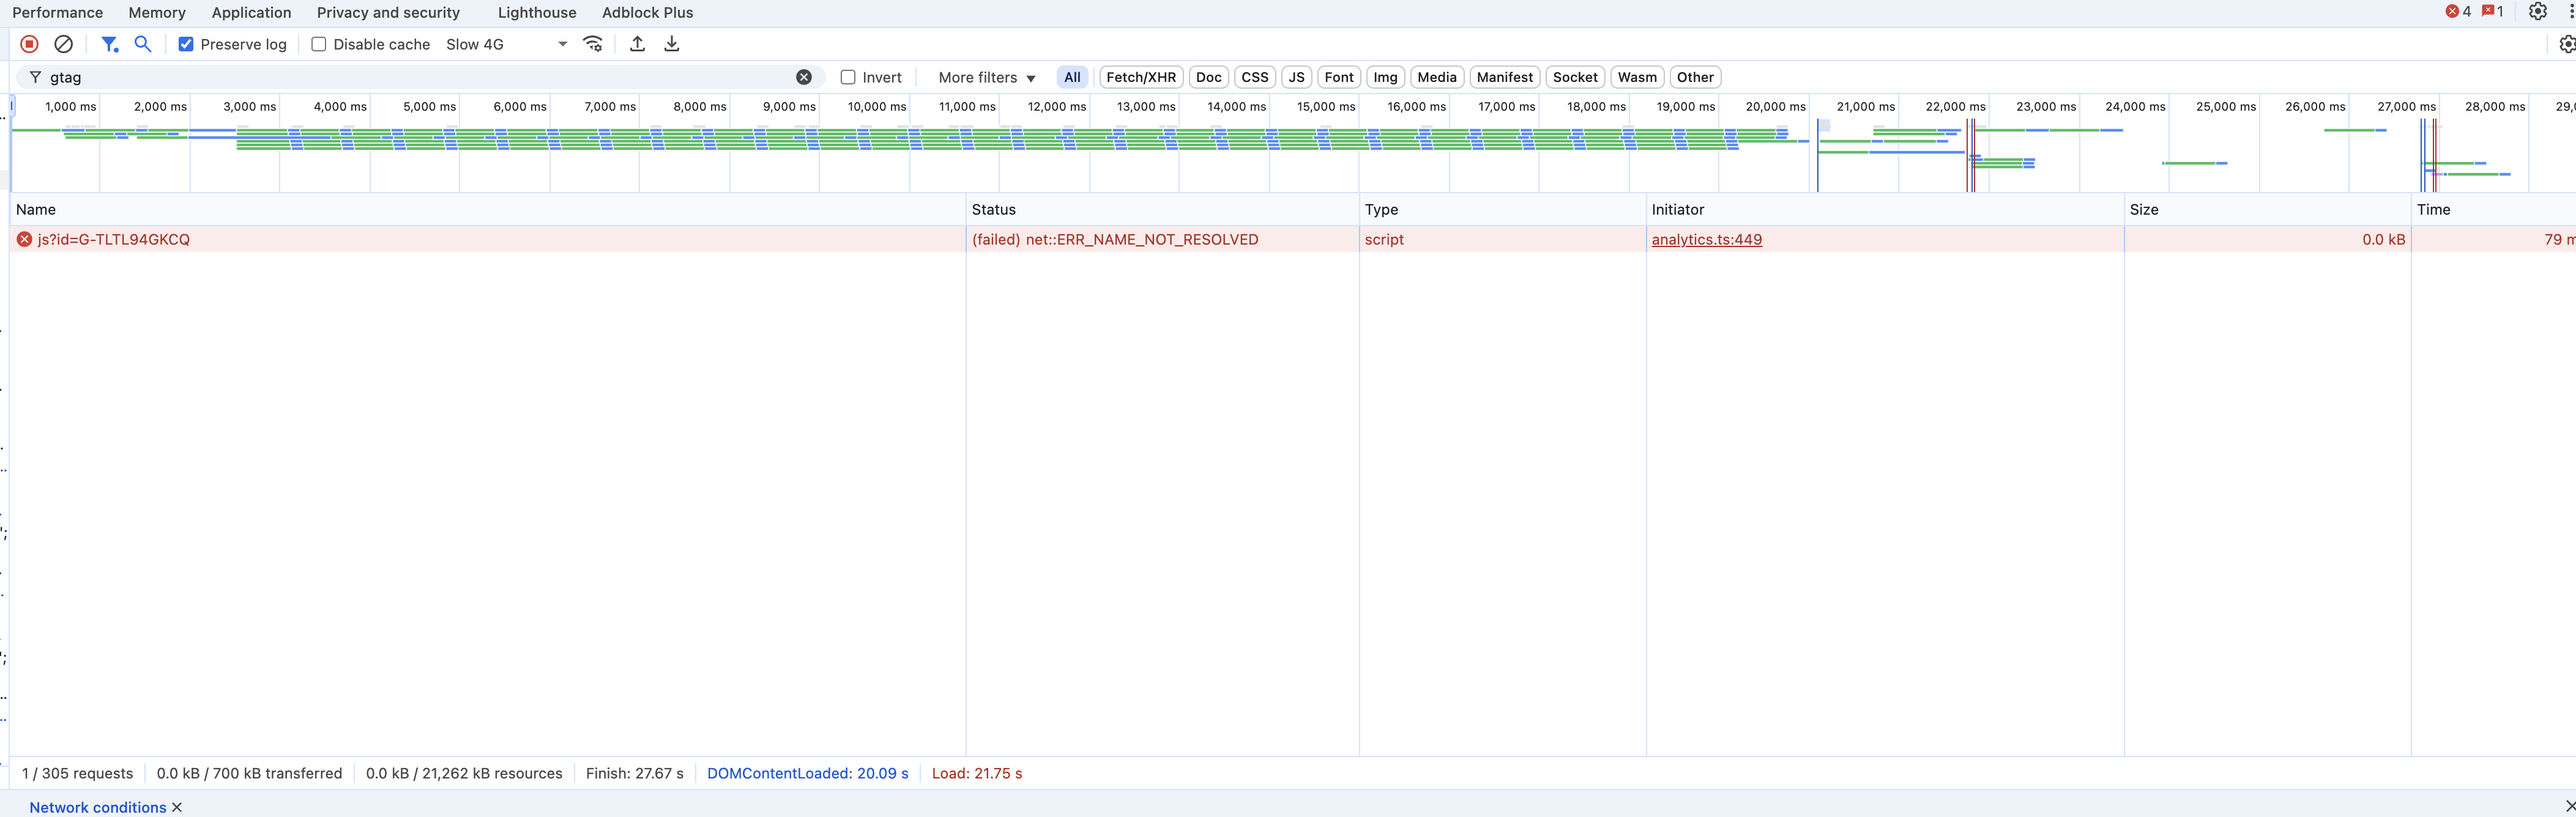 Performance Memory Application Privacy and security Lighthouse Adblock Plus 4 1
Preserve log Disable cache Slow 4G
gtag Invert More filters All Fetch/XHR Doc CSS JS Font Img Media Manifest Socket Wasm Other
1,000 ms 2,000 ms 3,000 ms 4,000 ms 5,000 ms 6,000 ms 7,000 ms 8,000 ms 9,000 ms 10,000 ms 11,000 ms 12,000 ms 13,000 ms 14,000 ms 15,000 ms 16,000 ms 17,000 ms 18,000 ms 19,000 ms 20,000 ms 21,000 ms 22,000 ms 23,000 ms 24,000 ms 25,000 ms 26,000 ms 27,000 ms 28,000 ms 29,0
Name Status Type Initiator Size Time
js?id=G-TLTL94GKCQ (failed) net::ERR_NAME_NOT_RESOLVED script analytics.ts:449 0.0 kB 79 m
1 / 305 requests 0.0 kB / 700 kB transferred 0.0 kB / 21,262 kB resources Finish: 27.67 s DOMContentLoaded: 20.09 s Load: 21.75 s
Network conditions